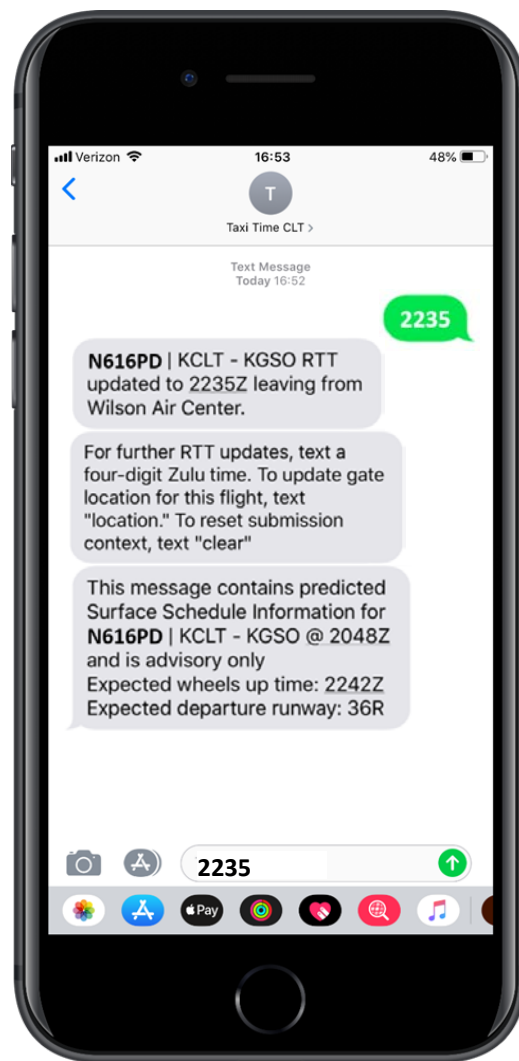 Verizon 16:53 48%
T
Taxi Time CLT >
Text Message
Today 16:52
2235
N616PD | KCLT - KGSO RTT
updated to 2235Z leaving from
Wilson Air Center.
For further RTT updates, text a
four-digit Zulu time. To update gate
location for this flight, text
"location." To reset submission
context, text "clear"
This message contains predicted
Surface Schedule Information for
N616PD | KCLT - KGSO @ 2048Z
and is advisory only
Expected wheels up time: 2242Z
Expected departure runway: 36R
2235
Pay